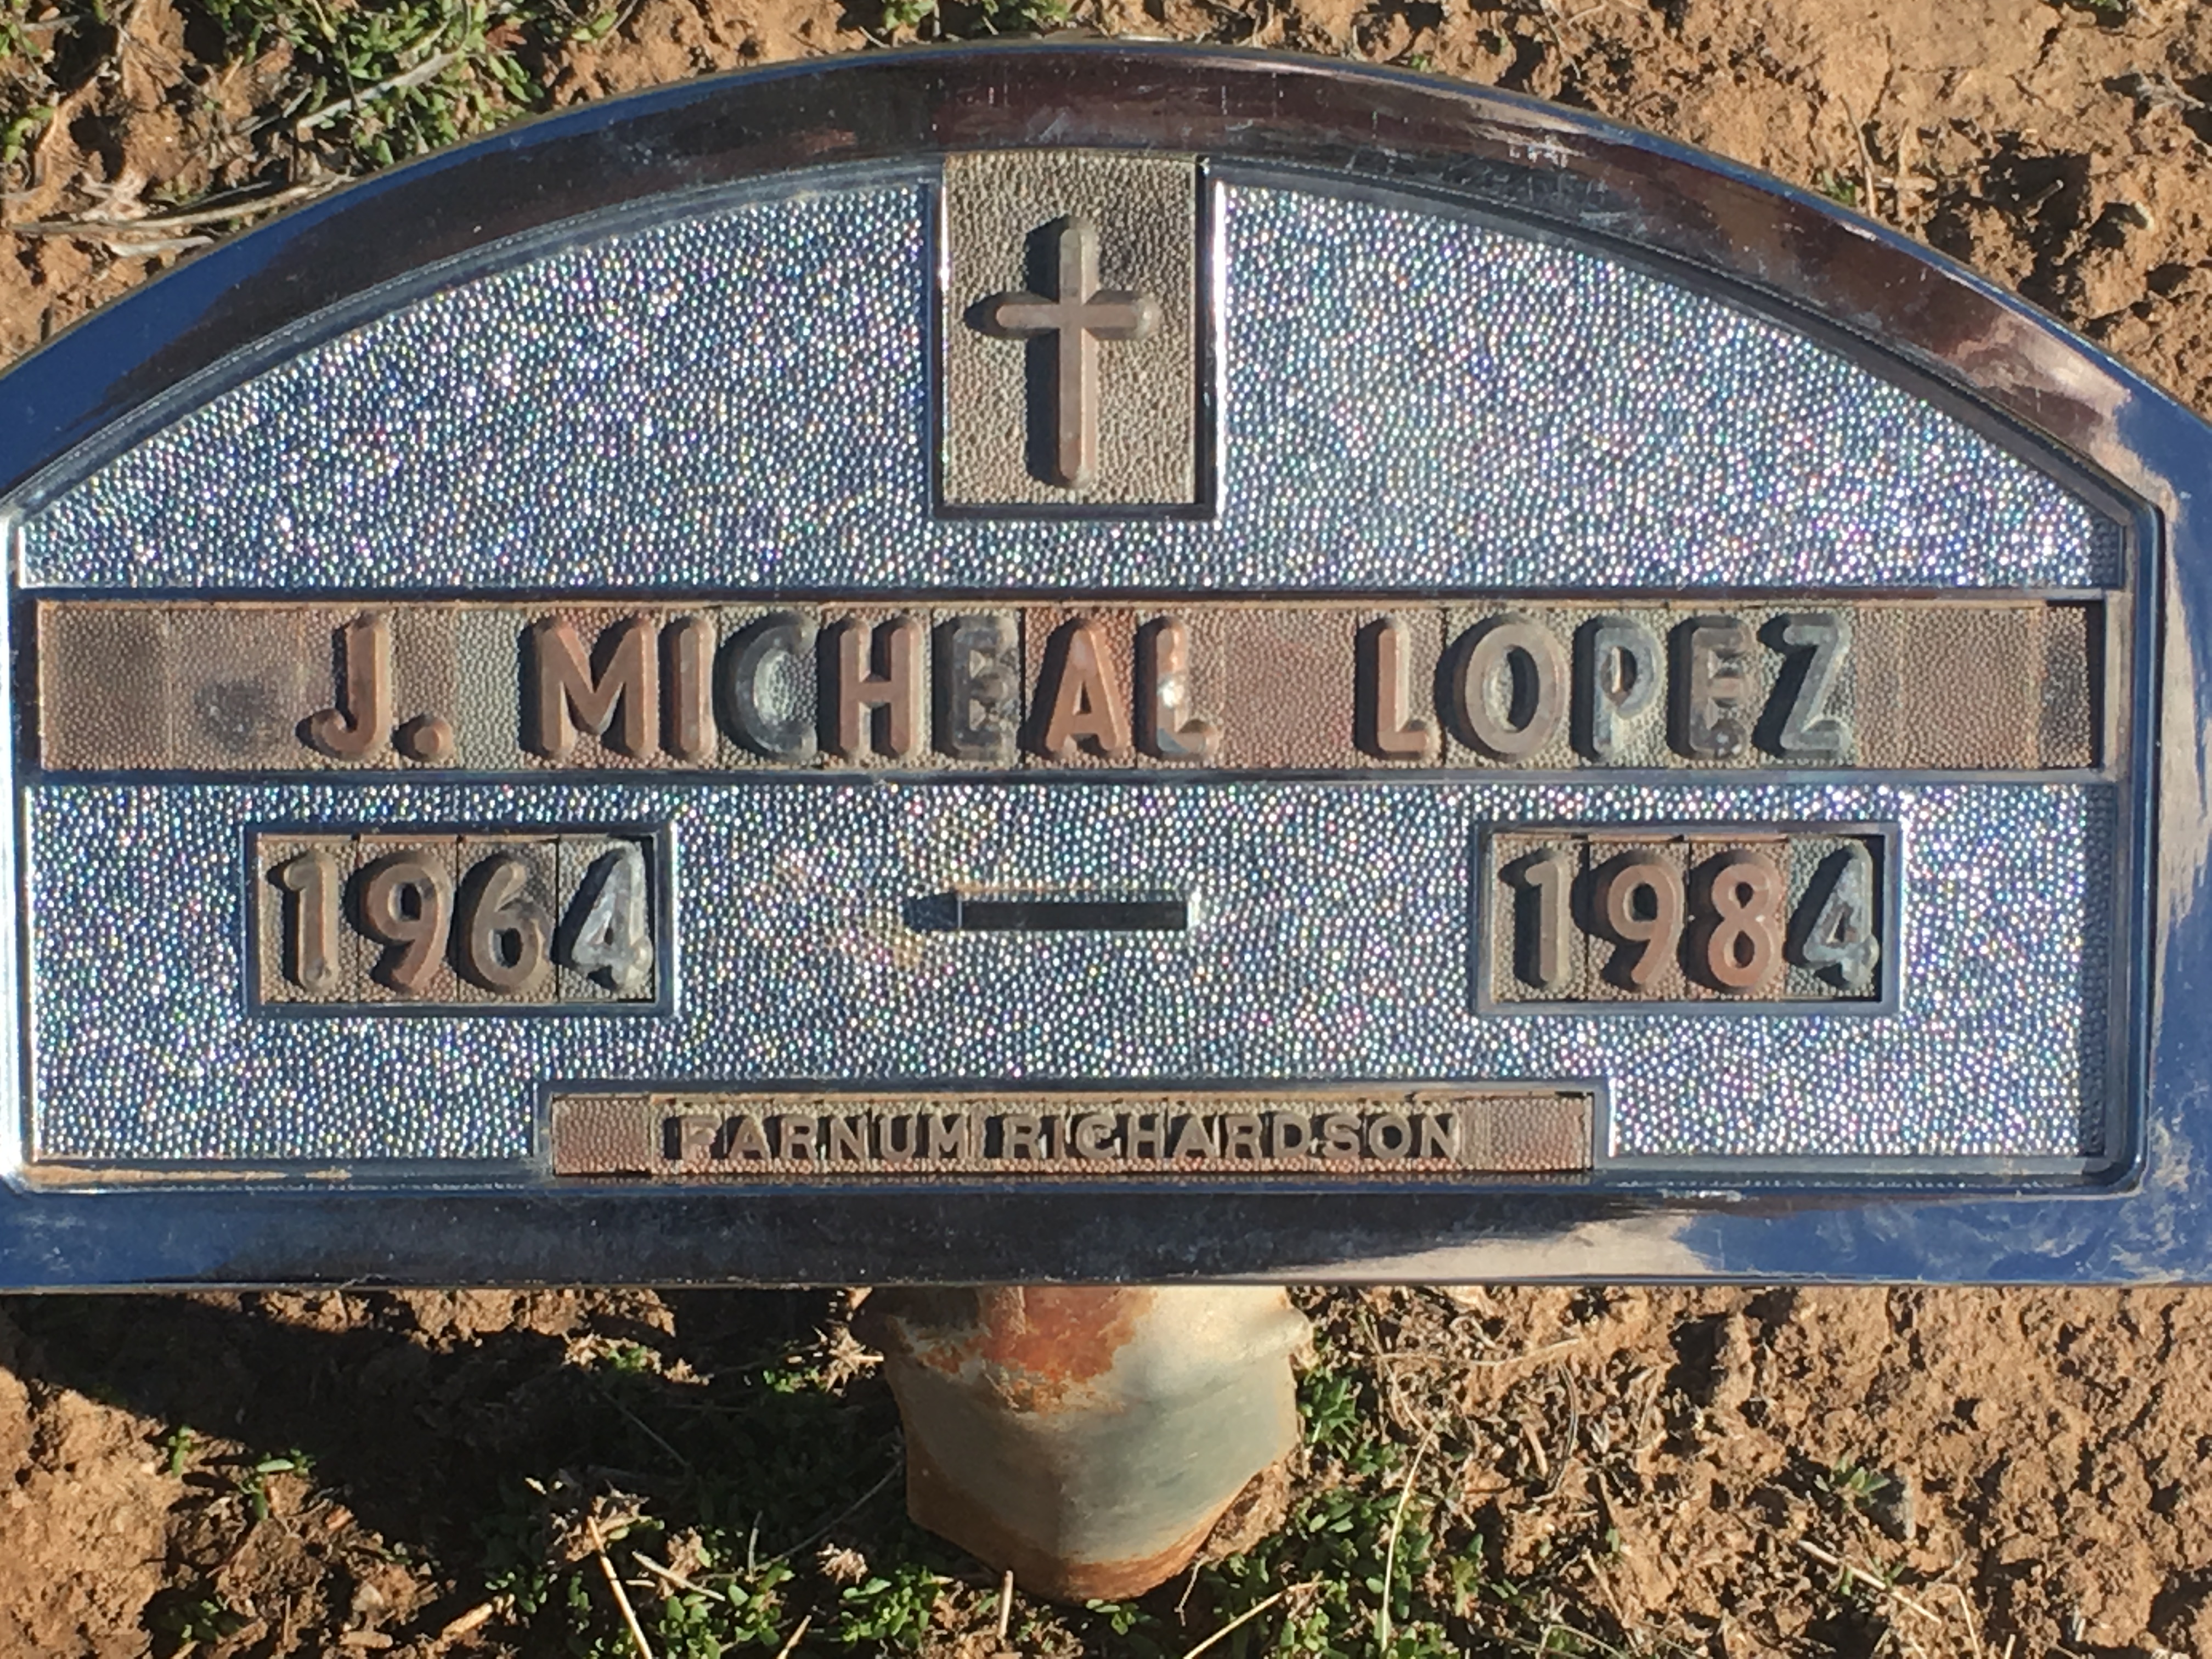 J. MICHEAL LOPEZ
1964 — 1984
FARNUM RICHARDSON